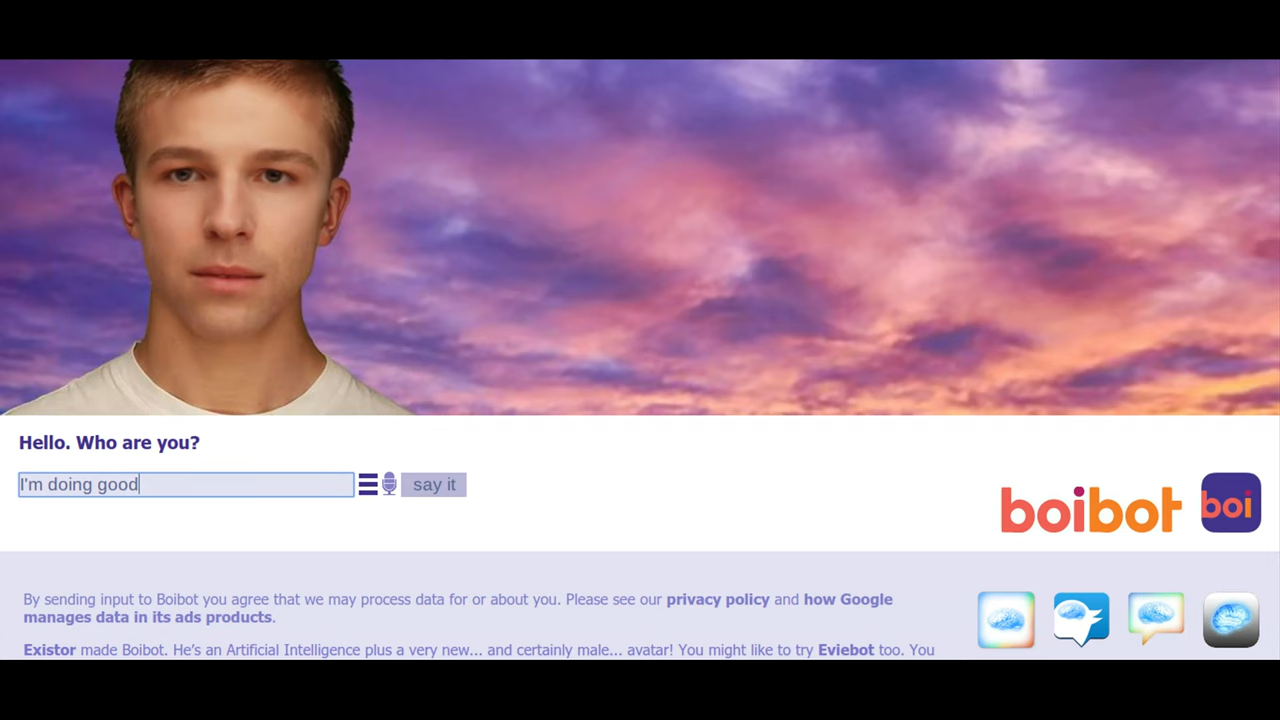 Hello. Who are you?
I'm doing good
say it
boibot
boi
By sending input to Boibot you agree that we may process data for or about you. Please see our privacy policy and how Google
manages data in its ads products.
Existor made Boibot. He's an Artificial Intelligence plus a very new... and certainly male... avatar! You might like to try Eviebot too. You